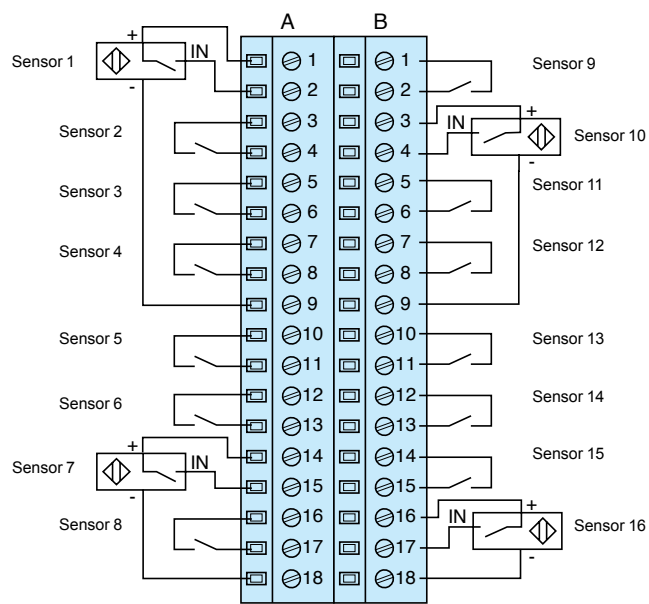 A B
+ IN 1 1
Sensor 1 Sensor 9
- 2 2
3 3 +
Sensor 2 IN Sensor 10
4 4 -
5 5
Sensor 3 Sensor 11
6 6
7 7
Sensor 4 Sensor 12
8 8
9 9
10 10
Sensor 5 Sensor 13
11 11
12 12
Sensor 6 Sensor 14
13 13
+ 14 14
Sensor 7 IN Sensor 15
- 15 15
16 16 +
Sensor 8 IN Sensor 16
17 17 -
18 18